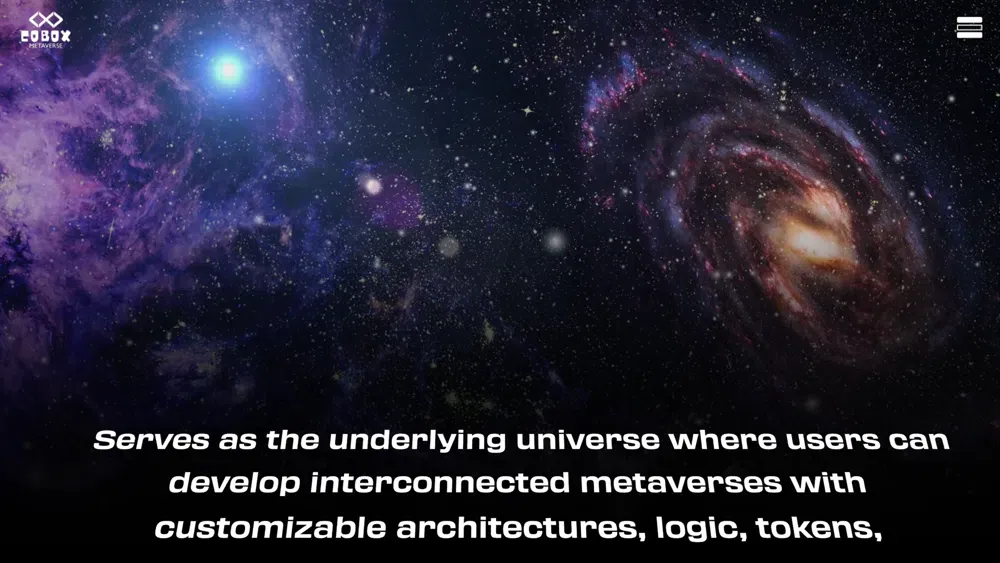 COBOX
METAVERSE
Serves as the underlying universe where users can
develop interconnected metaverses with
customizable architectures, logic, tokens,